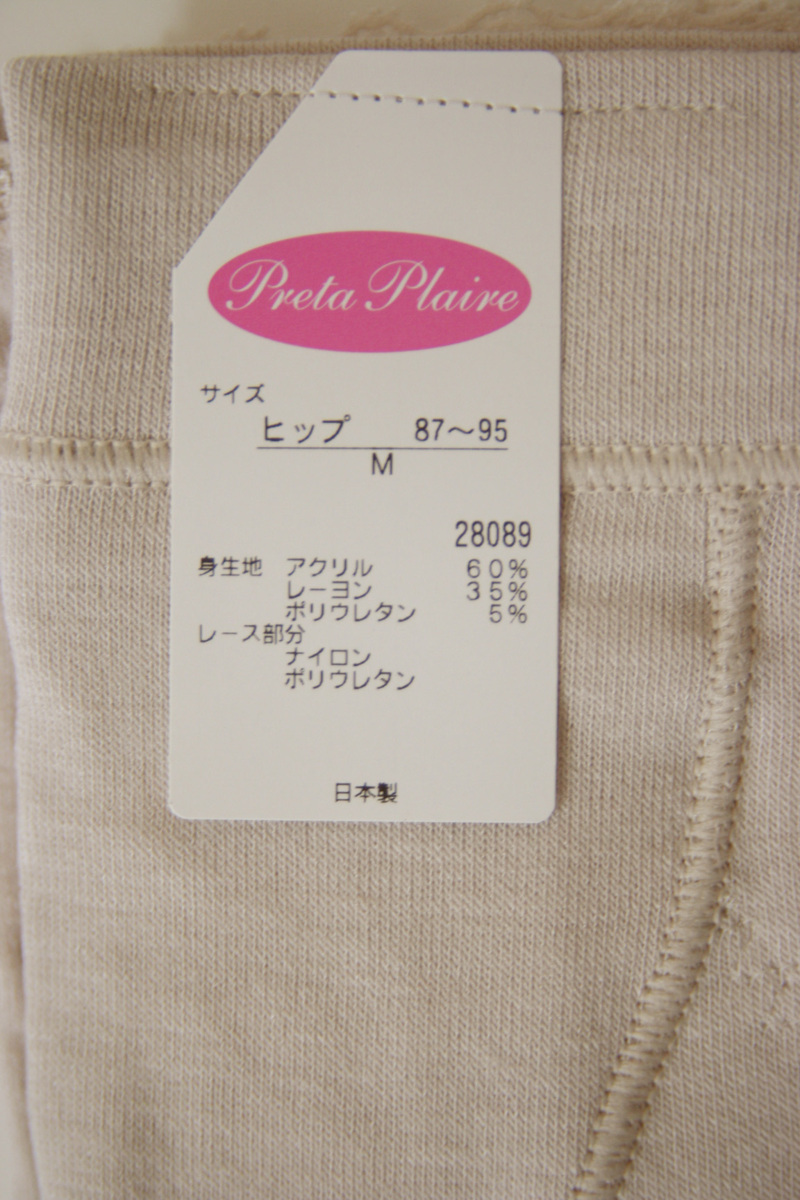 Preta Plaire
サイズ
ヒップ 87〜95
M
28089
身生地 アクリル 60%
レーヨン 35%
ポリウレタン 5%
レース部分
ナイロン
ポリウレタン
日本製